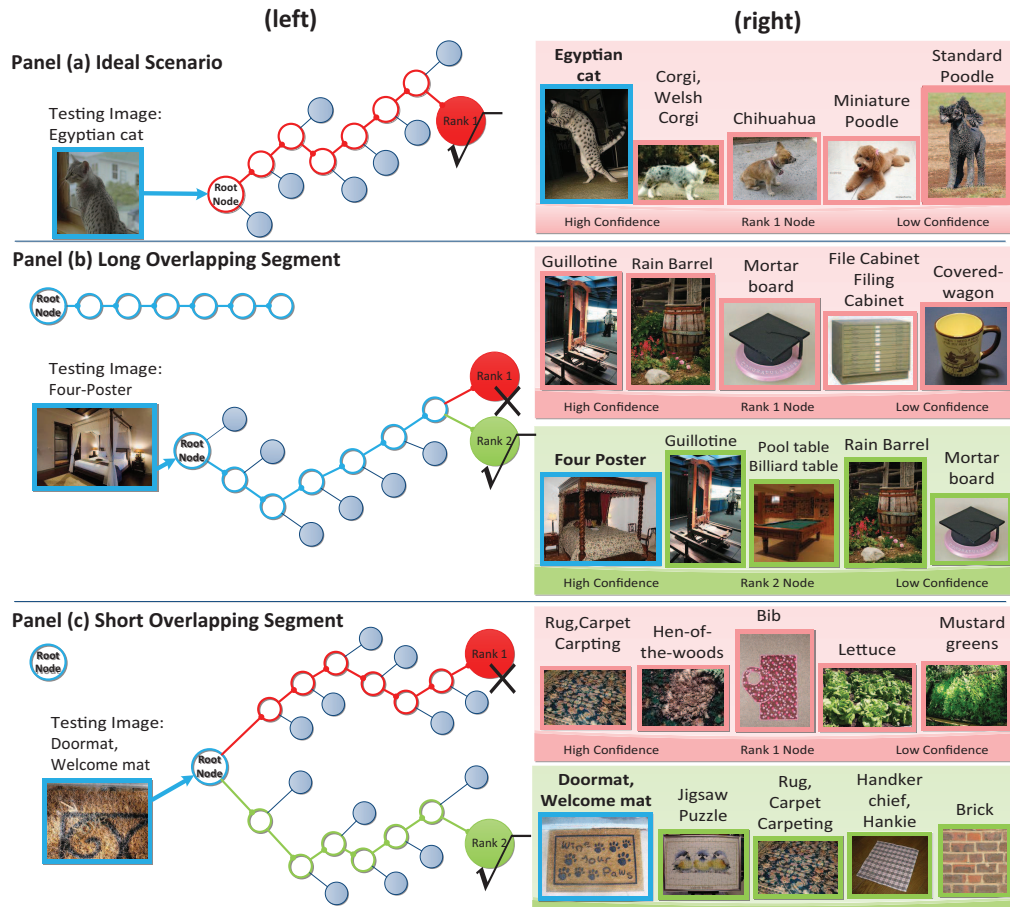 (left)
(right)
Panel (a) Ideal Scenario
Testing Image:
Egyptian cat
Root
Node
Rank 1
Egyptian
cat
Corgi,
Welsh
Corgi
Chihuahua
Miniature
Poodle
Standard
Poodle
High Confidence
Rank 1 Node
Low Confidence
Panel (b) Long Overlapping Segment
Root
Node
Testing Image:
Four-Poster
Root
Node
Rank 1
Rank 2
Guillotine
Rain Barrel
Mortar
board
File Cabinet
Filing
Cabinet
Covered-
wagon
High Confidence
Rank 1 Node
Low Confidence
Four Poster
Guillotine
Pool table
Billiard table
Rain Barrel
Mortar
board
High Confidence
Rank 2 Node
Low Confidence
Panel (c) Short Overlapping Segment
Root
Node
Testing Image:
Doormat,
Welcome mat
Root
Node
Rank 1
Rank 2
Rug,Carpet
Carpting
Hen-of-
the-woods
Bib
Lettuce
Mustard
greens
High Confidence
Rank 1 Node
Low Confidence
Doormat,
Welcome mat
Jigsaw
Puzzle
Rug,
Carpet
Carpeting
Handker
chief,
Hankie
Brick
Your
Paws